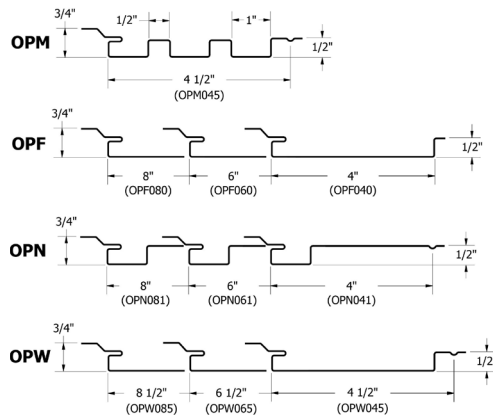 3/4" 1/2" 1"
OPM 1/2"
4 1/2"
(OPM045)
3/4"
OPF 1/2"
8" 6" 4"
(OPF080) (OPF060) (OPF040)
3/4"
OPN 1/2"
8" 6" 4"
(OPN081) (OPN061) (OPN041)
3/4"
OPW 1/2
8 1/2" 6 1/2" 4 1/2"
(OPW085) (OPW065) (OPW045)